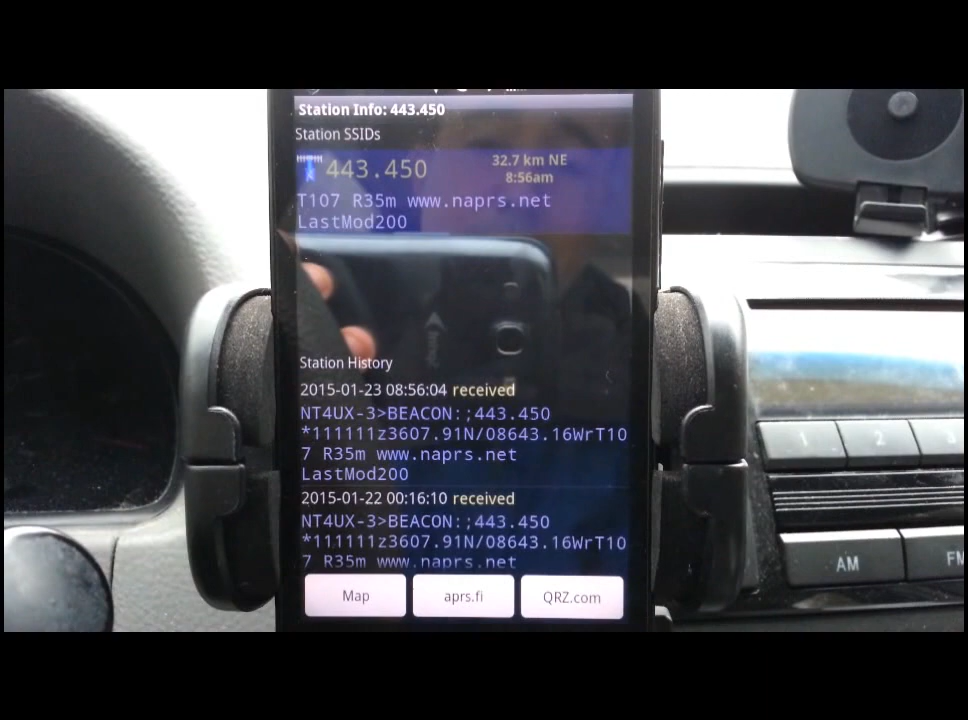 Station Info: 443.450
Station SSIDs
443.450
32.7 km NE
8:56am
T107 R35m www.naprs.net
LastMod200
Station History
2015-01-23 08:56:04 received
NT4UX-3>BEACON:;443.450
*111111z3607.91N/08643.16WrT10
7 R35m www.naprs.net
LastMod200
2015-01-22 00:16:10 received
NT4UX-3>BEACON:;443.450
*111111z3607.91N/08643.16WrT10
7 R35m www.naprs.net
Map
aprs.fi
QRZ.com
1
2
3
AM
FM